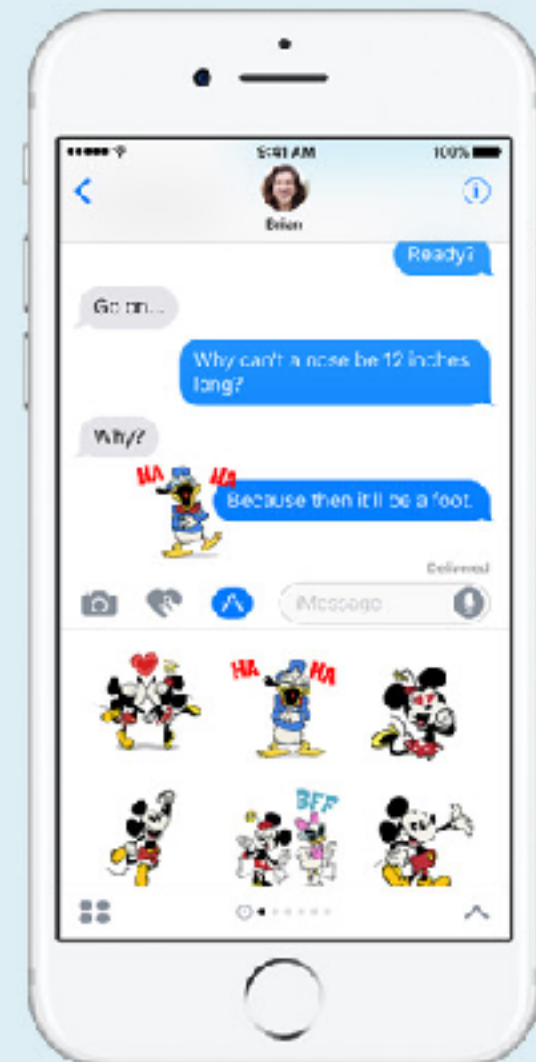 9:41 AM
100%
Brian
Ready?
Go on...
Why can't a nose be 12 inches
long?
Why?
HA HA
Because then it'll be a foot.
Delivered
iMessage
HA HA
BFF